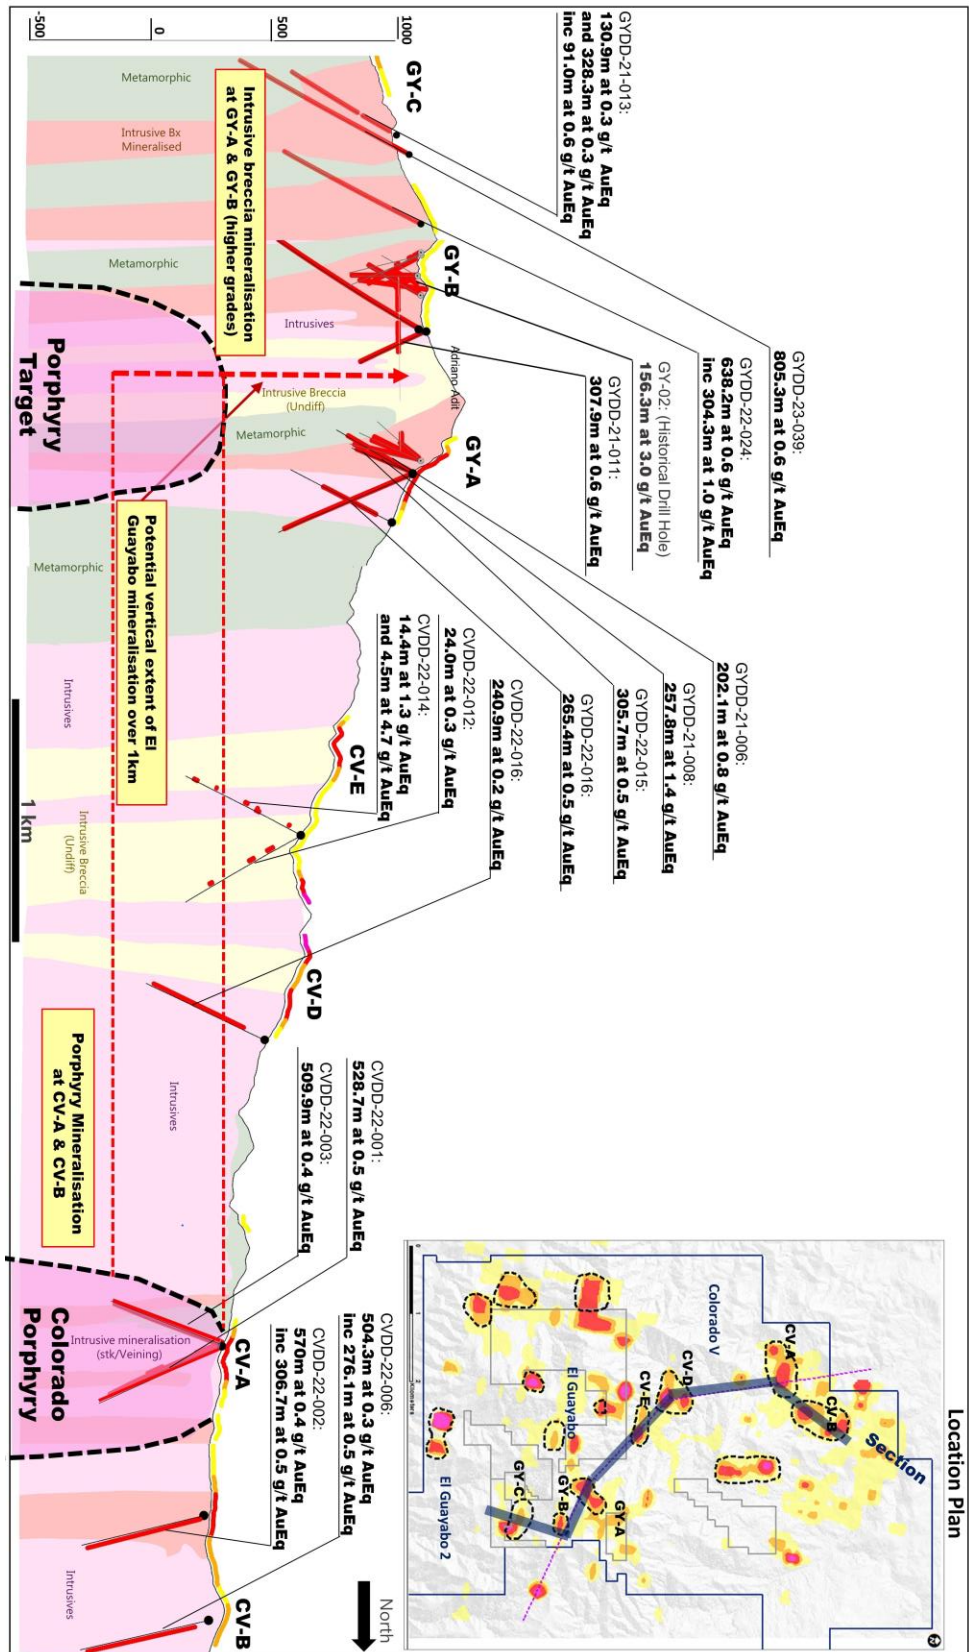 GYDD-21-013:
130.9m at 0.3 g/t AuEq
and 328.3m at 0.3 g/t AuEq
inc 91.0m at 0.6 g/t AuEq
GYDD-23-039:
805.3m at 0.6 g/t AuEq
GYDD-22-024:
638.2m at 0.6 g/t AuEq
inc 304.3m at 1.0 g/t AuEq
GY-02: (Historical Drill Hole)
156.3m at 3.0 g/t AuEq
GYDD-21-011:
307.9m at 0.6 g/t AuEq
GYDD-21-006:
202.1m at 0.8 g/t AuEq
GYDD-21-008:
257.8m at 1.4 g/t AuEq
GYDD-22-015:
305.7m at 0.5 g/t AuEq
GYDD-22-016:
265.4m at 0.5 g/t AuEq
CVDD-22-016:
240.9m at 0.2 g/t AuEq
CVDD-22-012:
24.0m at 0.3 g/t AuEq
CVDD-22-014:
14.4m at 1.3 g/t AuEq
and 4.5m at 4.7 g/t AuEq
CVDD-22-001:
528.7m at 0.5 g/t AuEq
CVDD-22-003:
509.9m at 0.4 g/t AuEq
CVDD-22-006:
504.3m at 0.3 g/t AuEq
inc 276.1m at 0.5 g/t AuEq
CVDD-22-002:
570m at 0.4 g/t AuEq
inc 306.7m at 0.5 g/t AuEq
North
Location Plan
Colorado V
CV-A
CV-B
Section
CV-D
CV-E
El Guayabo
GY-A
GY-B
GY-C
El Guayabo 2
0
1
2
Kilometers
1000
500
0
-500
GY-C
GY-B
Adriano Adit
GY-A
CV-E
CV-D
CV-A
CV-B
Metamorphic
Intrusive Bx
Mineralised
Metamorphic
Intrusives
Intrusive Breccia
(Undiff)
Metamorphic
Metamorphic
Intrusives
Intrusive Breccia
(Undiff)
Intrusives
Intrusive mineralisation
(stk/Veining)
Intrusives
Intrusive breccia mineralisation
at GY-A & GY-B (higher grades)
Potential vertical extent of El
Guayabo mineralisation over 1km
Porphyry Mineralisation
at CV-A & CV-B
Porphyry
Target
Colorado
Porphyry
1 km